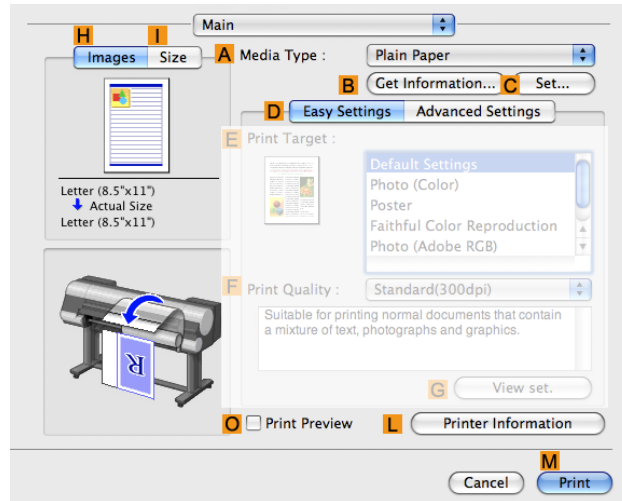 Main
H I
Images Size
A Media Type : Plain Paper
B Get Information... C Set...
D Easy Settings Advanced Settings
E Print Target :
Default Settings
Photo (Color)
Poster
Faithful Color Reproduction
Photo (Adobe RGB)
Letter (8.5"x11")
Actual Size
Letter (8.5"x11")
F Print Quality : Standard(300dpi)
Suitable for printing normal documents that contain
a mixture of text, photographs and graphics.
R
G View set.
O Print Preview L Printer Information
M
Cancel Print